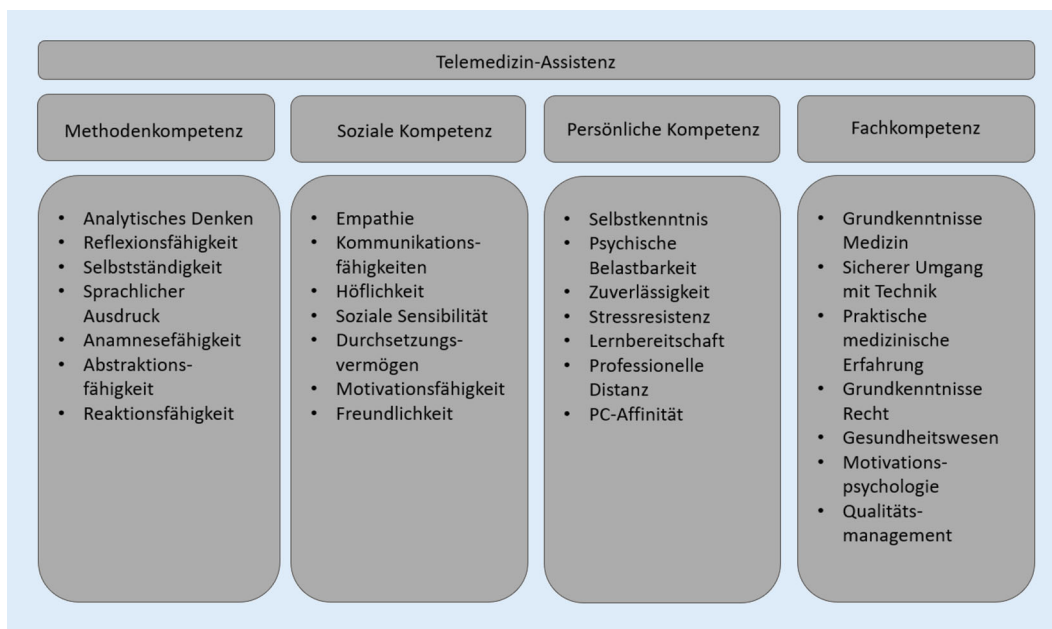 Telemedizin-Assistenz
Methodenkompetenz
Soziale Kompetenz
Persönliche Kompetenz
Fachkompetenz
• Analytisches Denken
• Reflexionsfähigkeit
• Selbstständigkeit
• Sprachlicher
Ausdruck
• Anamnesefähigkeit
• Abstraktions-
fähigkeit
• Reaktionsfähigkeit
• Empathie
• Kommunikations-
fähigkeiten
• Höflichkeit
• Soziale Sensibilität
• Durchsetzungs-
vermögen
• Motivationsfähigkeit
• Freundlichkeit
• Selbstkenntnis
• Psychische
Belastbarkeit
• Zuverlässigkeit
• Stressresistenz
• Lernbereitschaft
• Professionelle
Distanz
• PC-Affinität
• Grundkenntnisse
Medizin
• Sicherer Umgang
mit Technik
• Praktische
medizinische
Erfahrung
• Grundkenntnisse
Recht
• Gesundheitswesen
• Motivations-
psychologie
• Qualitäts-
management